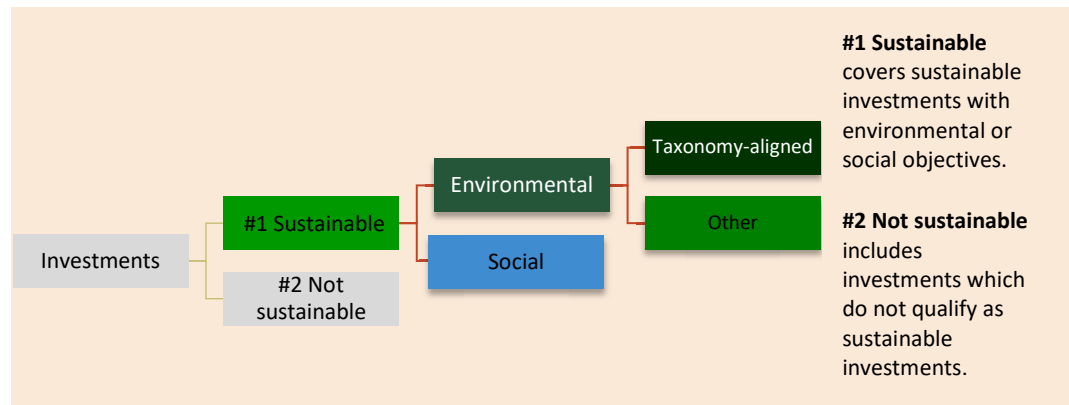 Investments
#1 Sustainable
#2 Not
sustainable
Environmental
Social
Taxonomy-aligned
Other
#1 Sustainable
covers sustainable
investments with
environmental or
social objectives.
#2 Not sustainable
includes
investments which
do not qualify as
sustainable
investments.